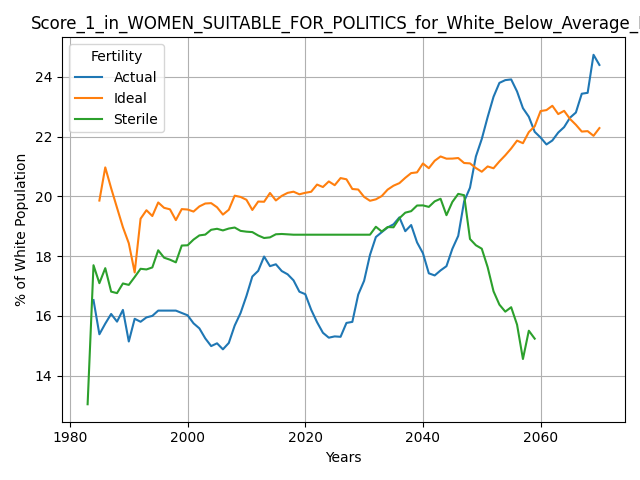 Score_1_in_WOMEN_SUITABLE_FOR_POLITICS_for_White_Below_Average_
Fertility
Actual
Ideal
Sterile
% of White Population
24
22
20
18
16
14
1980
2000
2020
2040
2060
Years